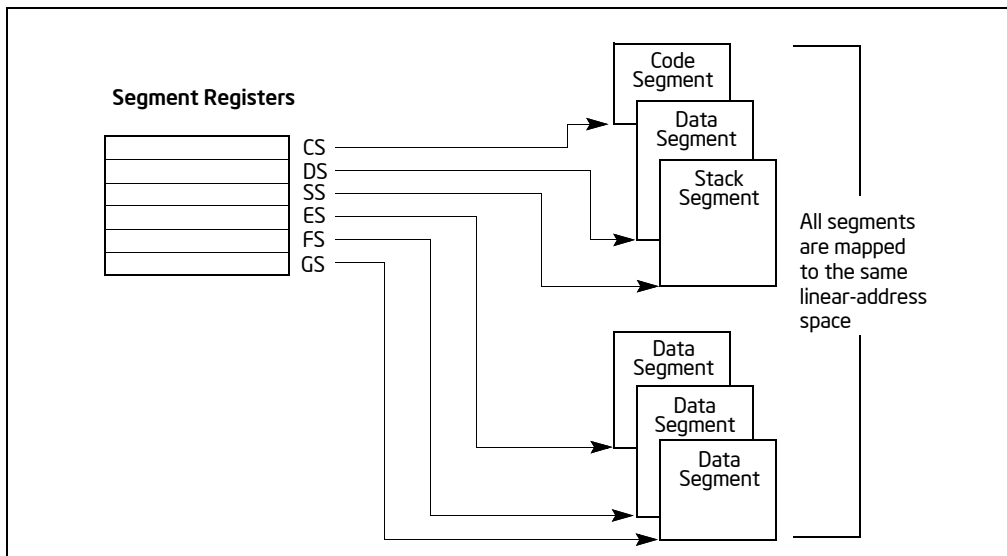 Segment Registers
CS
DS
SS
ES
FS
GS
Code
Segment
Data
Segment
Stack
Segment
Data
Segment
Data
Segment
Data
Segment
All segments
are mapped
to the same
linear-address
space